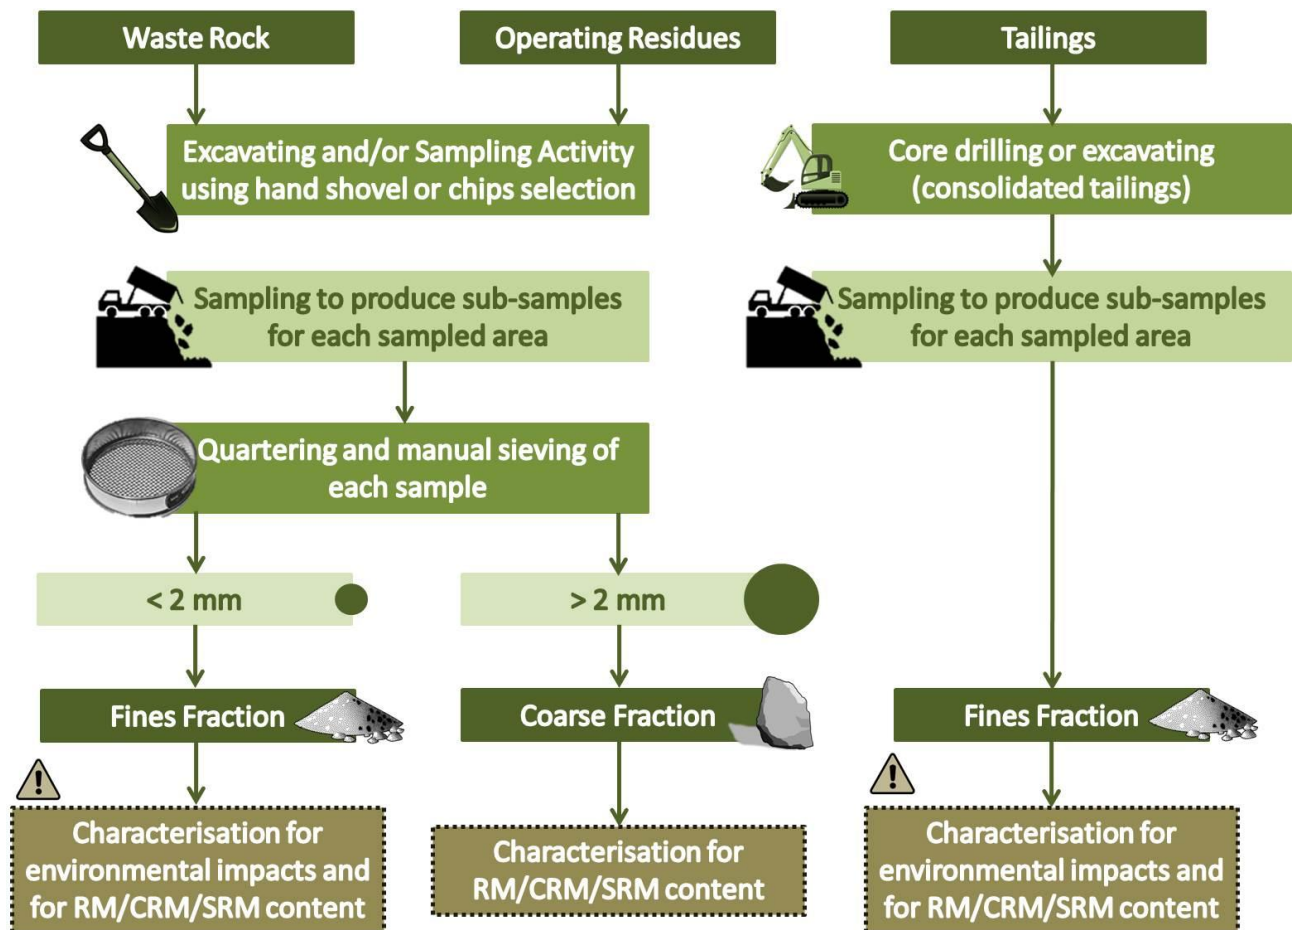 Waste Rock
Operating Residues
Tailings
Excavating and/or Sampling Activity
using hand shovel or chips selection
Core drilling or excavating
(consolidated tailings)
Sampling to produce sub-samples
for each sampled area
Sampling to produce sub-samples
for each sampled area
Quartering and manual sieving of
each sample
< 2 mm
> 2 mm
Fines Fraction
Coarse Fraction
Fines Fraction
!
!
Characterisation for
environmental impacts and
for RM/CRM/SRM content
Characterisation for
RM/CRM/SRM content
Characterisation for
environmental impacts and
for RM/CRM/SRM content